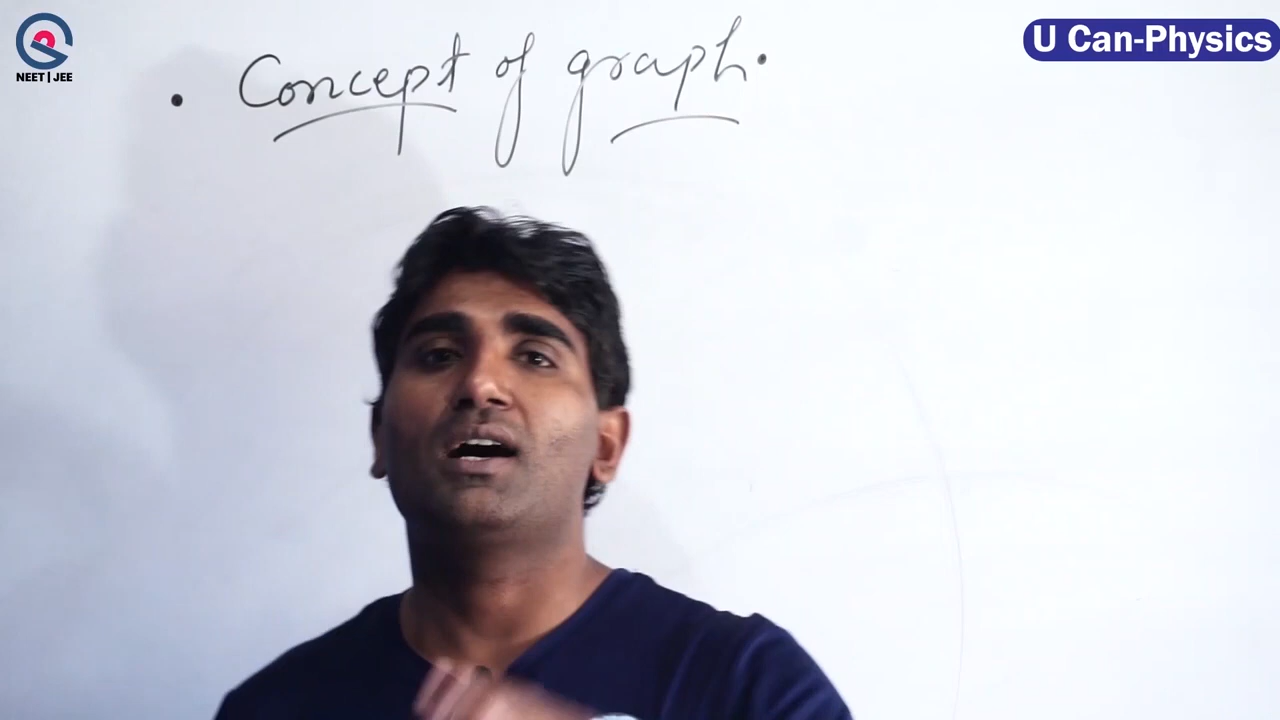 NEET | JEE
U Can-Physics
• Concept of graph.